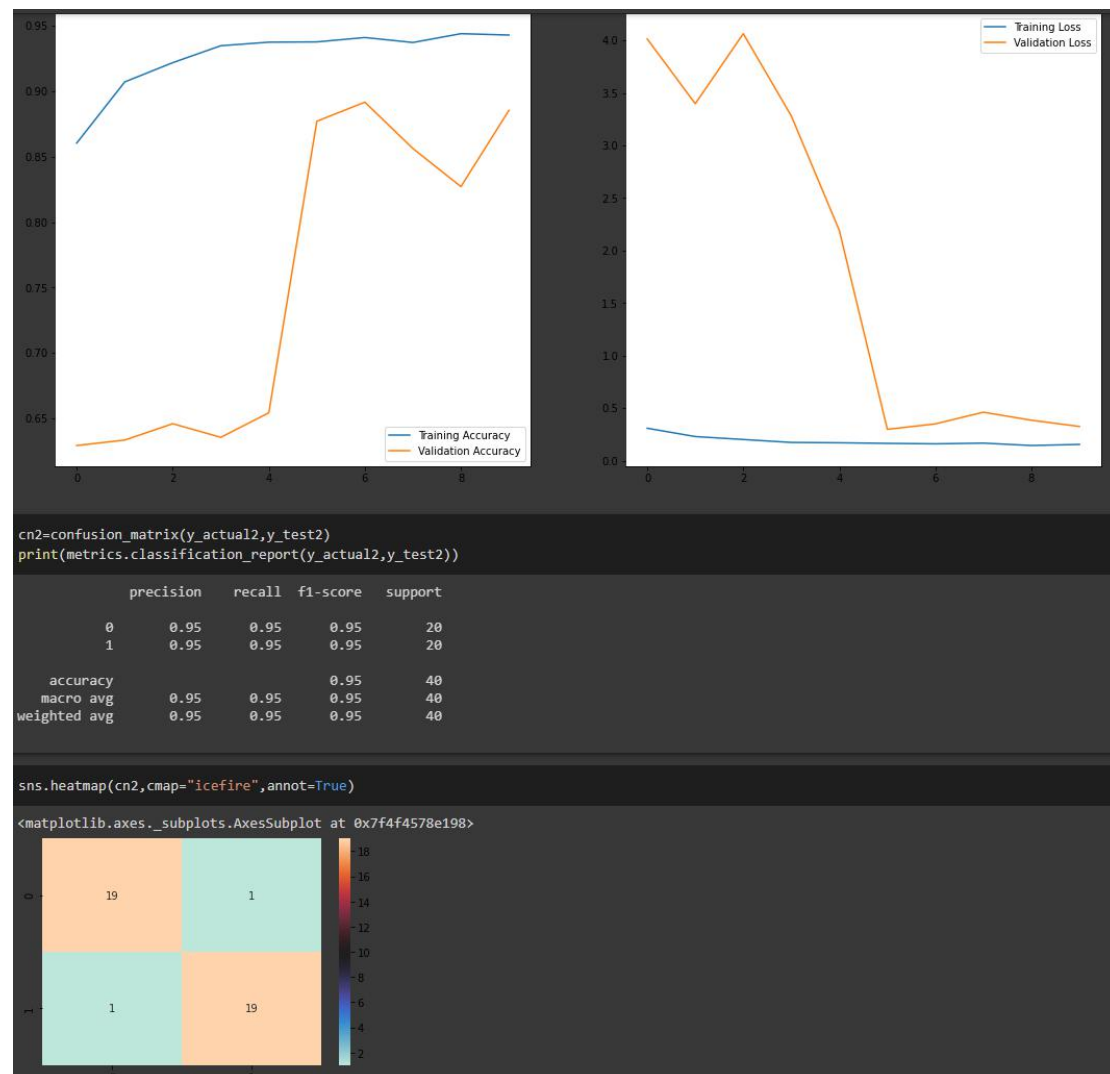 0.95
0.90
0.85
0.80
0.75
0.70
0.65
0
2
4
6
8
Training Accuracy
Validation Accuracy
4.0
3.5
3.0
2.5
2.0
1.5
1.0
0.5
0.0
0
2
4
6
8
Training Loss
Validation Loss
cn2=confusion_matrix(y_actual2,y_test2)
print(metrics.classification_report(y_actual2,y_test2))
precision recall f1-score support
0 0.95 0.95 0.95 20
1 0.95 0.95 0.95 20
accuracy 0.95 40
macro avg 0.95 0.95 0.95 40
weighted avg 0.95 0.95 0.95 40
sns.heatmap(cn2,cmap="icefire",annot=True)
<matplotlib.axes._subplots.AxesSubplot at 0x7f4f4578e198>
0
19 1
1
1 19
18
16
14
12
10
8
6
4
2